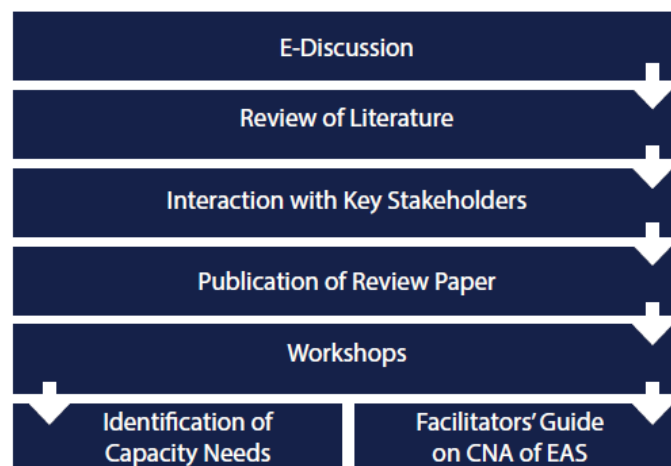 E-Discussion
Review of Literature
Interaction with Key Stakeholders
Publication of Review Paper
Workshops
Identification of
Capacity Needs
Facilitators' Guide
on CNA of EAS